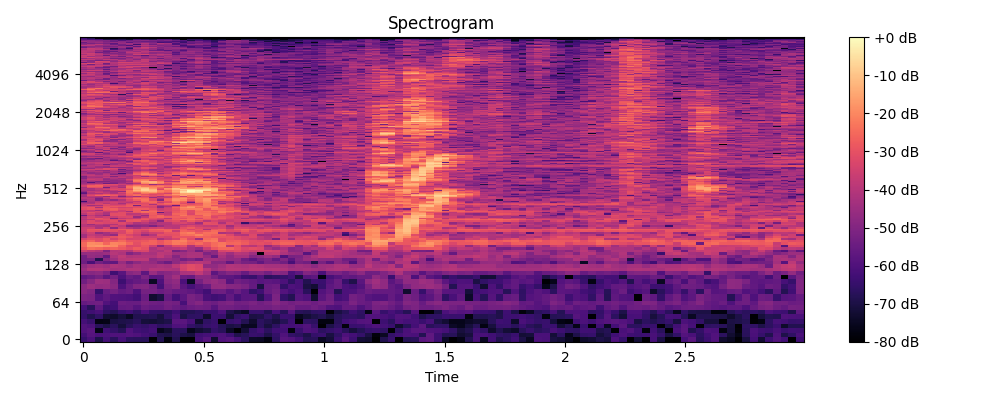 Spectrogram
Hz
4096
2048
1024
512
256
128
64
0
0
0.5
1
1.5
2
2.5
Time
+0 dB
-10 dB
-20 dB
-30 dB
-40 dB
-50 dB
-60 dB
-70 dB
-80 dB